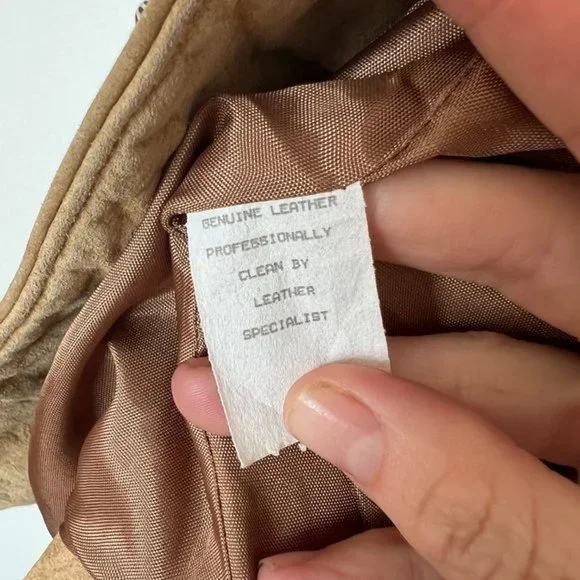 GENUINE LEATHER
PROFESSIONALLY
CLEAN BY
LEATHER
SPECIALIST